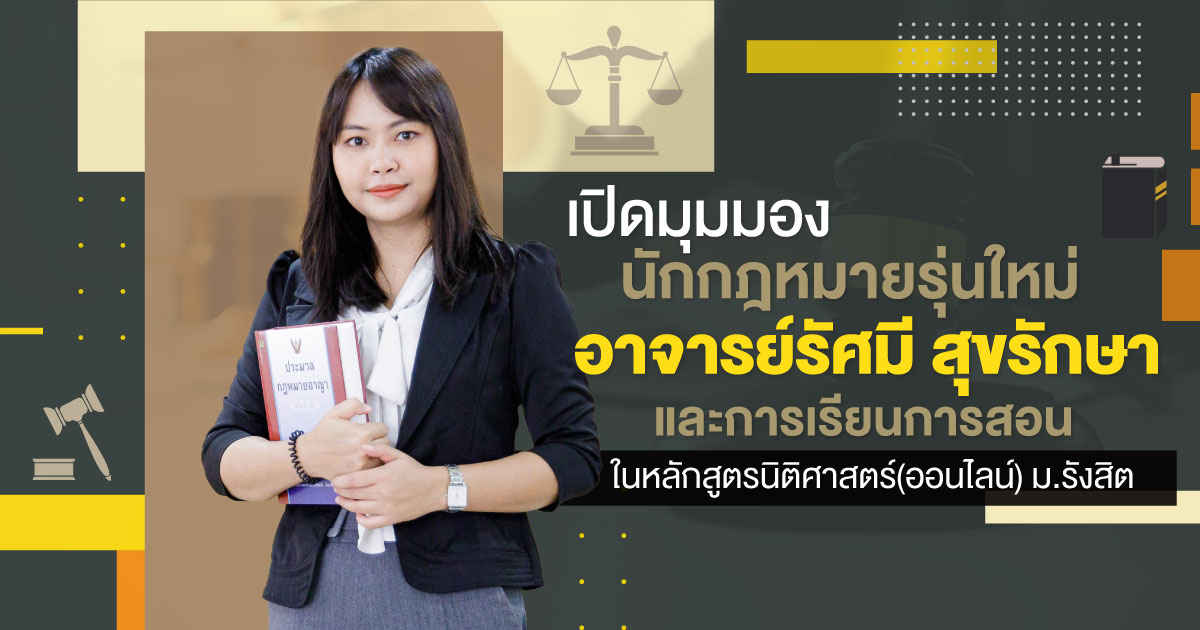 เปิดมุมมอง
นักกฎหมายรุ่นใหม่
อาจารย์รัศมี สุขรักษา
และการเรียนการสอน
ในหลักสูตรนิติศาสตร์(ออนไลน์) ม.รังสิต
ประมวล
กฎหมายอาญา